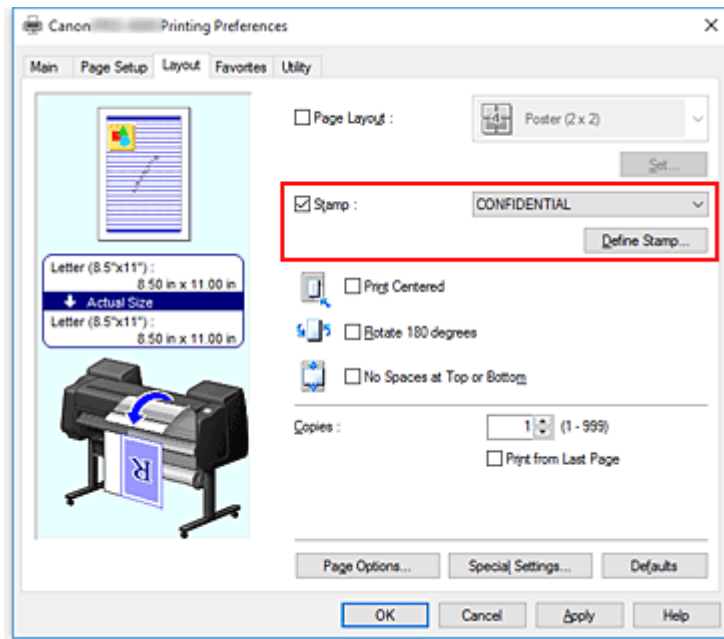 Canon Printing Preferences
Main Page Setup Layout Favorites Utility
Page Layout : Poster (2 x 2)
Set...
Stamp : CONFIDENTIAL
Define Stamp...
Letter (8.5"x11") :
8.50 in x 11.00 in
Actual Size
Letter (8.5"x11") :
8.50 in x 11.00 in
Print Centered
Rotate 180 degrees
No Spaces at Top or Bottom
Copies : 1 (1 - 999)
Print from Last Page
R
Page Options... Special Settings... Defaults
OK Cancel Apply Help